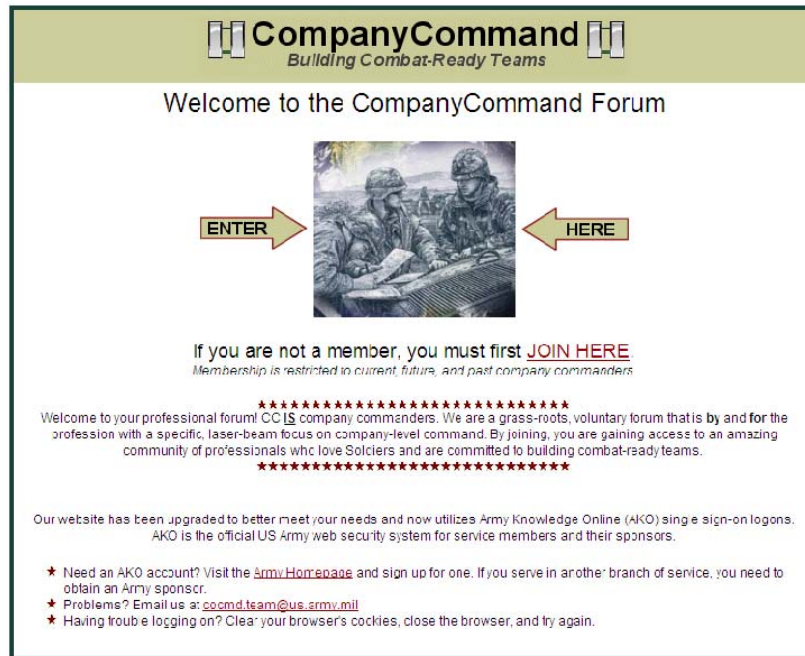 CompanyCommand
Building Combat-Ready Teams
Welcome to the CompanyCommand Forum
ENTER
HERE
If you are not a member, you must first JOIN HERE.
Membership is restricted to current, future, and past company commanders
★★★★★★★★★★★★★★★★★★★★★★★★★★★★★
Welcome to your professional forum! CC IS company commanders. We are a grass-roots, voluntary forum that is by and for the
profession with a specific, laser-beam focus on company-level command. By joining, you are gaining access to an amazing
community of professionals who love Soldiers and are committed to building combat-ready teams.
★★★★★★★★★★★★★★★★★★★★★★★★★★★★★
Our website has been upgraded to better meet your needs and now utilizes Army Knowledge Online (AKO) single sign-on logons.
AKO is the official US Army web security system for service members and their sponsors.
★ Need an AKO account? Visit the Army Homepage and sign up for one. If you serve in another branch of service, you need to
obtain an Army sponsor.
★ Problems? Email us at cocmd.team@us.army.mil
★ Having trouble logging on? Clear your browser's cookies, close the browser, and try again.